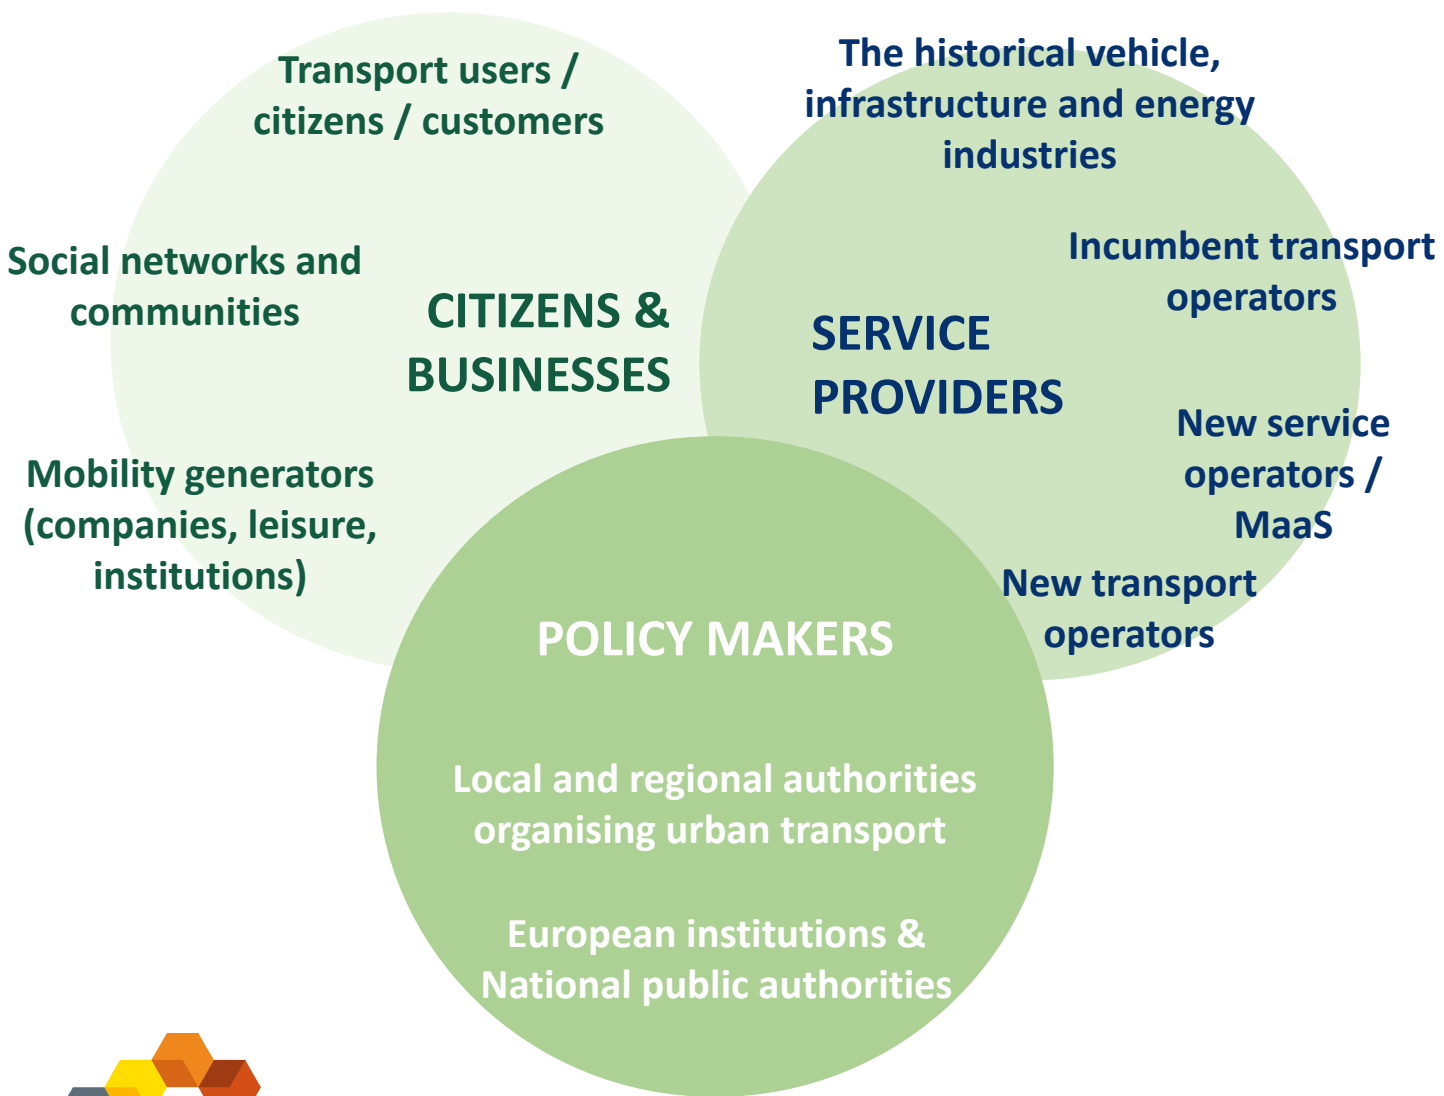 Transport users /
citizens / customers
Social networks and
communities
CITIZENS &
BUSINESSES
Mobility generators
(companies, leisure,
institutions)
The historical vehicle,
infrastructure and energy
industries
Incumbent transport
operators
SERVICE
PROVIDERS
New service
operators /
MaaS
New transport
operators
POLICY MAKERS
Local and regional authorities
organising urban transport
European institutions &
National public authorities